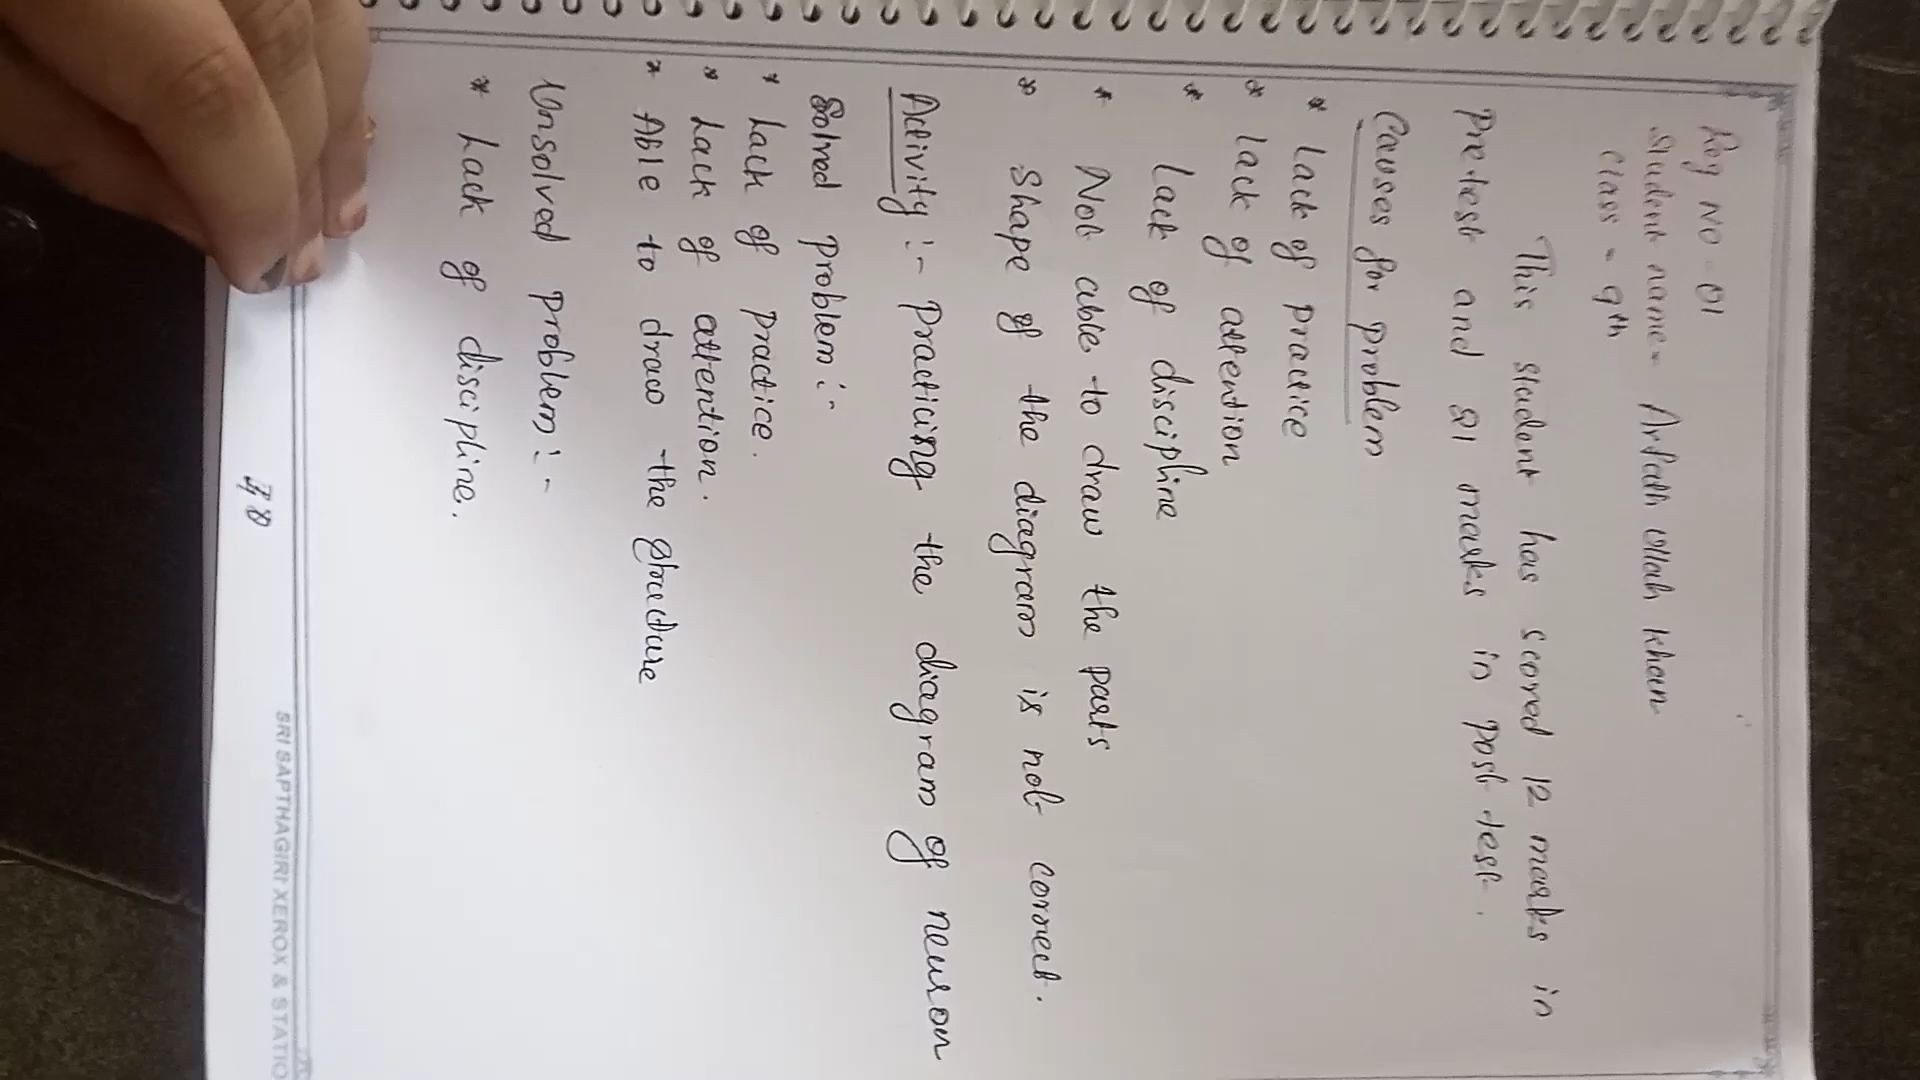 Reg NO - 01
Student name - Arfath Ullah Khan
Class - 9th
This student has scored 12 marks in
Pretest and 21 marks in Post test.
Causes for problem
* Lack of practice
* lack of attention
* Lack of discipline
* Not able to draw the parts
* Shape of the diagram is not correct.
Activity :- Practicing the diagram of neuron
Solved problem :-
* Lack of practice.
* Lack of attention.
* Able to draw the structure
Unsolved problem :-
* Lack of discipline.
SRI SAPTHAGIRI XEROX & STATIO